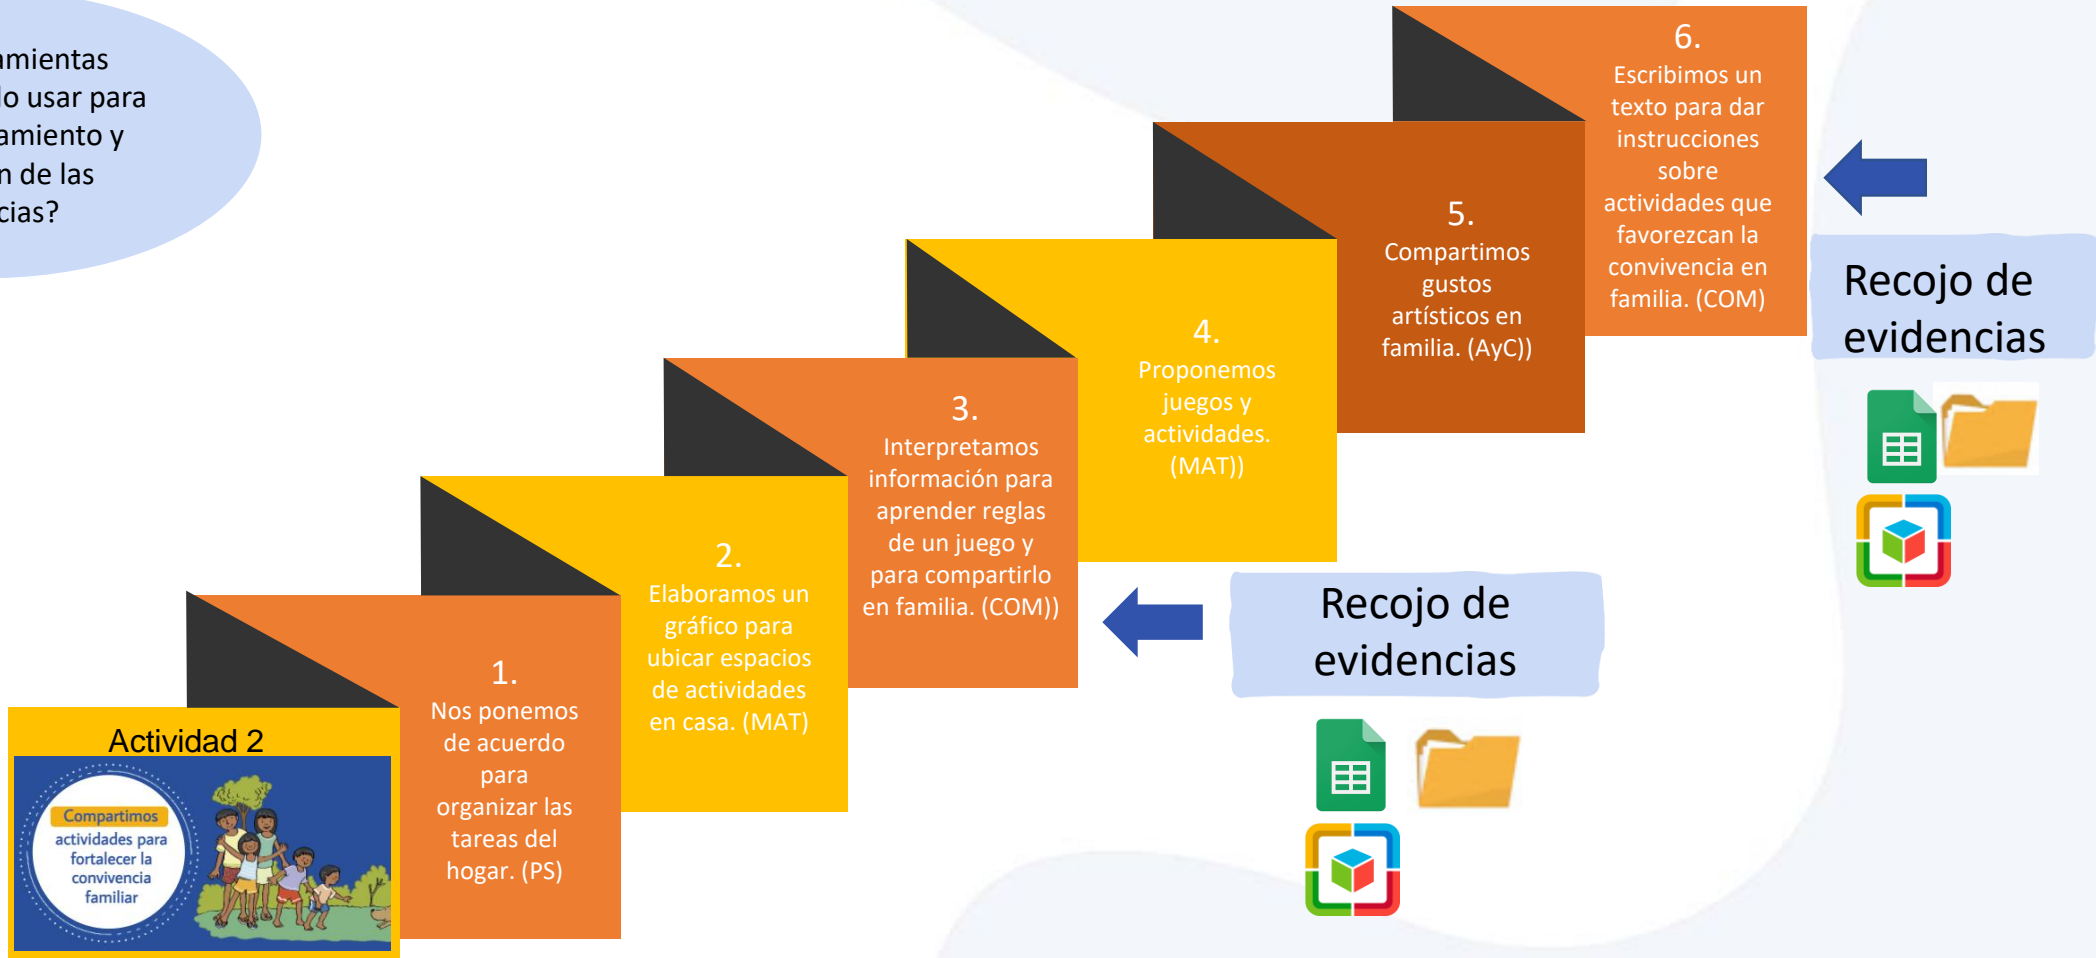 lo usar para
amiento y
n de las
Actividad 2
Compartimos
actividades para
fortalecer la
convivencia
familiar
1.
Nos ponemos
de acuerdo
para
organizar las
tareas del
hogar. (PS)
2.
Elaboramos un
gráfico para
ubicar espacios
de actividades
en casa. (MAT)
3.
Interpretamos
información para
aprender reglas
de un juego y
para compartirlo
en familia. (COM))
4.
Proponemos
juegos y
actividades.
(MAT))
5.
Compartimos
gustos
artísticos en
familia. (AyC))
6.
Escribimos un
texto para dar
instrucciones
sobre
actividades que
favorezcan la
convivencia en
familia. (COM)
Recojo de
evidencias
Recojo de
evidencias